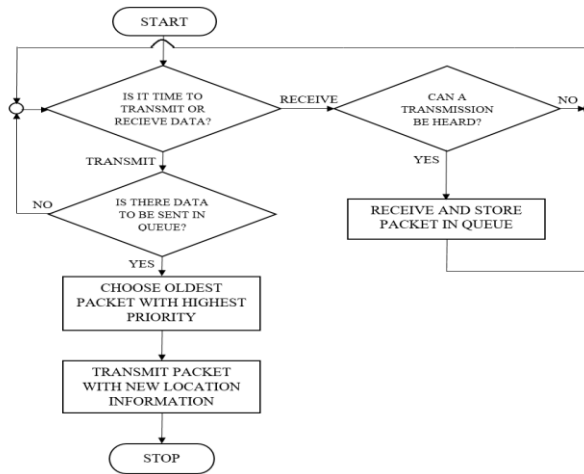 START
IS IT TIME TO
TRANSMIT OR
RECIEVE DATA?
RECEIVE
CAN A
TRANSMISSION
BE HEARD?
NO
TRANSMIT
YES
NO
IS THERE DATA
TO BE SENT IN
QUEUE?
RECEIVE AND STORE
PACKET IN QUEUE
YES
CHOOSE OLDEST
PACKET WITH HIGHEST
PRIORITY
TRANSMIT PACKET
WITH NEW LOCATION
INFORMATION
STOP